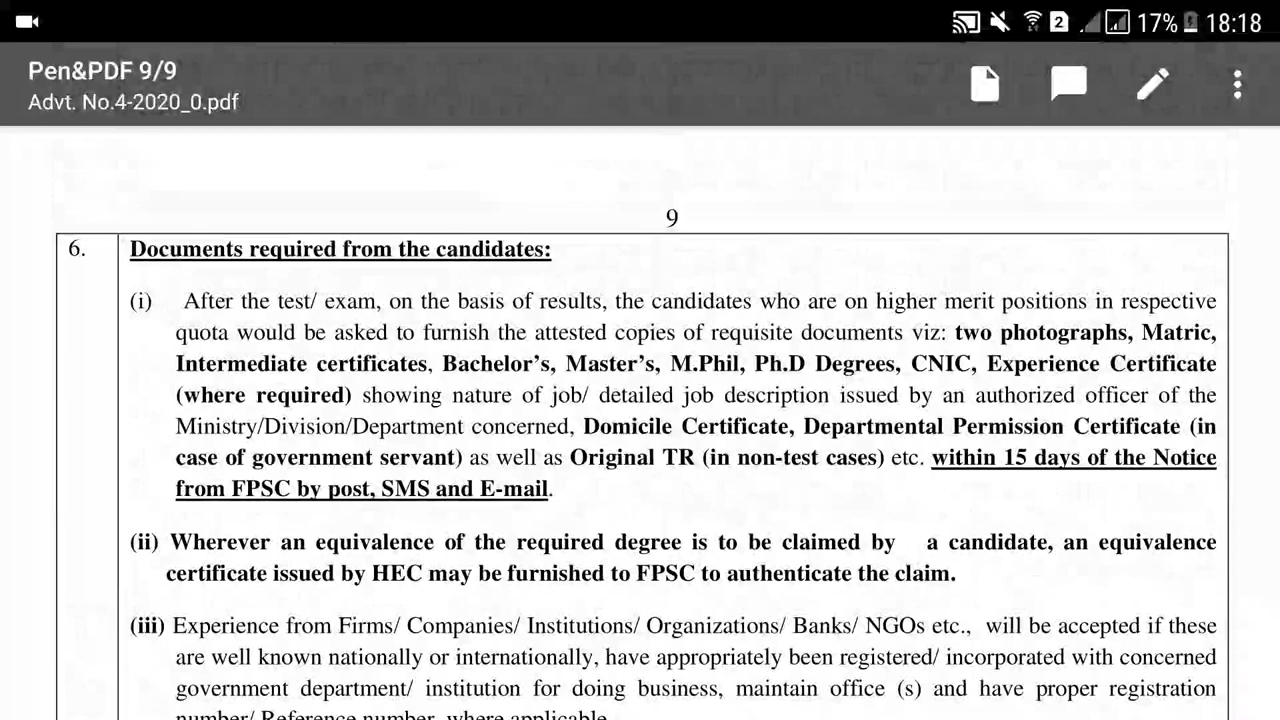 2 17% 18:18
Pen&PDF 9/9
Advt. No.4-2020_0.pdf
9
6. Documents required from the candidates:
(i) After the test/ exam, on the basis of results, the candidates who are on higher merit positions in respective
quota would be asked to furnish the attested copies of requisite documents viz: two photographs, Matric,
Intermediate certificates, Bachelor's, Master's, M.Phil, Ph.D Degrees, CNIC, Experience Certificate
(where required) showing nature of job/ detailed job description issued by an authorized officer of the
Ministry/Division/Department concerned, Domicile Certificate, Departmental Permission Certificate (in
case of government servant) as well as Original TR (in non-test cases) etc. within 15 days of the Notice
from FPSC by post, SMS and E-mail.
(ii) Wherever an equivalence of the required degree is to be claimed by a candidate, an equivalence
certificate issued by HEC may be furnished to FPSC to authenticate the claim.
(iii) Experience from Firms/ Companies/ Institutions/ Organizations/ Banks/ NGOs etc., will be accepted if these
are well known nationally or internationally, have appropriately been registered/ incorporated with concerned
government department/ institution for doing business, maintain office (s) and have proper registration
number/ Reference number, where applicable.